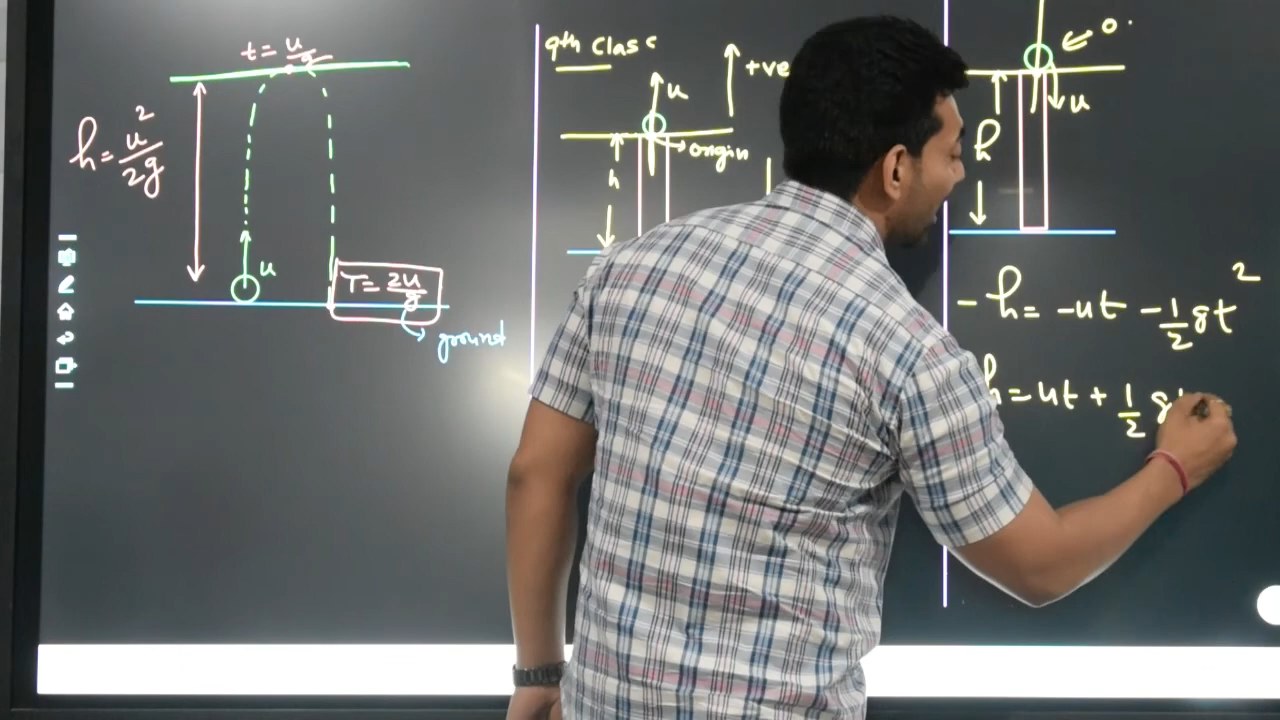 t = u/g
h = u²/2g
u
T = 2u/g
ground
9th Class
+ve
u
origin
h
o.
u
h
- h = -ut - 1/2 gt²
h = ut + 1/2 g